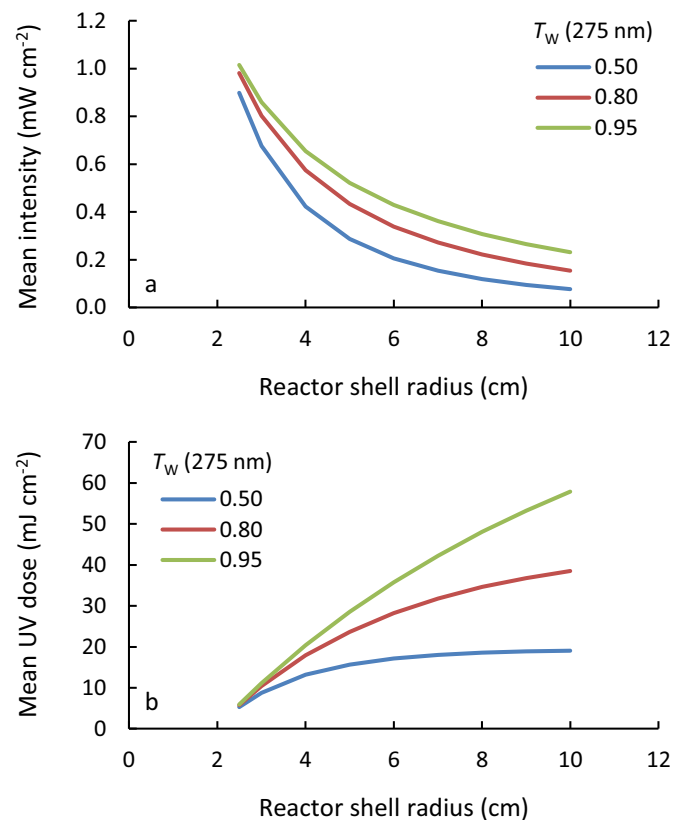 Mean intensity (mW cm-2)
1.2
1.0
0.8
0.6
0.4
0.2
0.0
TW (275 nm)
0.50
0.80
0.95
a
0 2 4 6 8 10 12
Reactor shell radius (cm)
Mean UV dose (mJ cm-2)
70
60
50
40
30
20
10
0
TW (275 nm)
0.50
0.80
0.95
b
0 2 4 6 8 10 12
Reactor shell radius (cm)